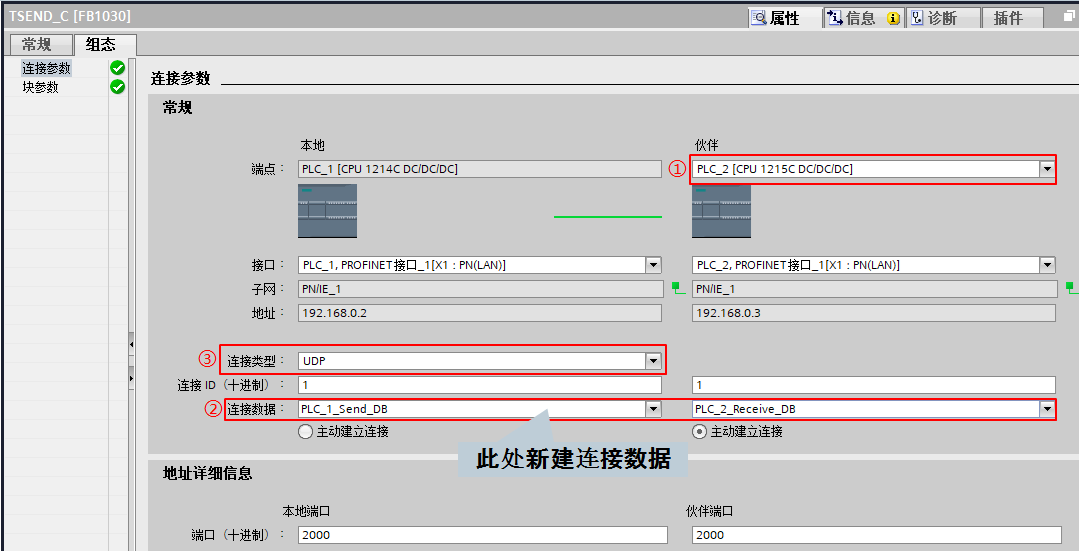 TSEND_C [FB1030]
属性 信息 诊断 插件
常规 组态
连接参数
块参数
连接参数
常规
本地 伙伴
端点： PLC_1 [CPU 1214C DC/DC/DC] ① PLC_2 [CPU 1215C DC/DC/DC]
接口： PLC_1, PROFINET接口_1[X1 : PN(LAN)] PLC_2, PROFINET接口_1[X1 : PN(LAN)]
子网： PN/IE_1 PN/IE_1
地址： 192.168.0.2 192.168.0.3
③ 连接类型： UDP
连接 ID（十进制）： 1 1
② 连接数据： PLC_1_Send_DB PLC_2_Receive_DB
主动建立连接 主动建立连接
此处新建连接数据
地址详细信息
本地端口 伙伴端口
端口（十进制）： 2000 2000